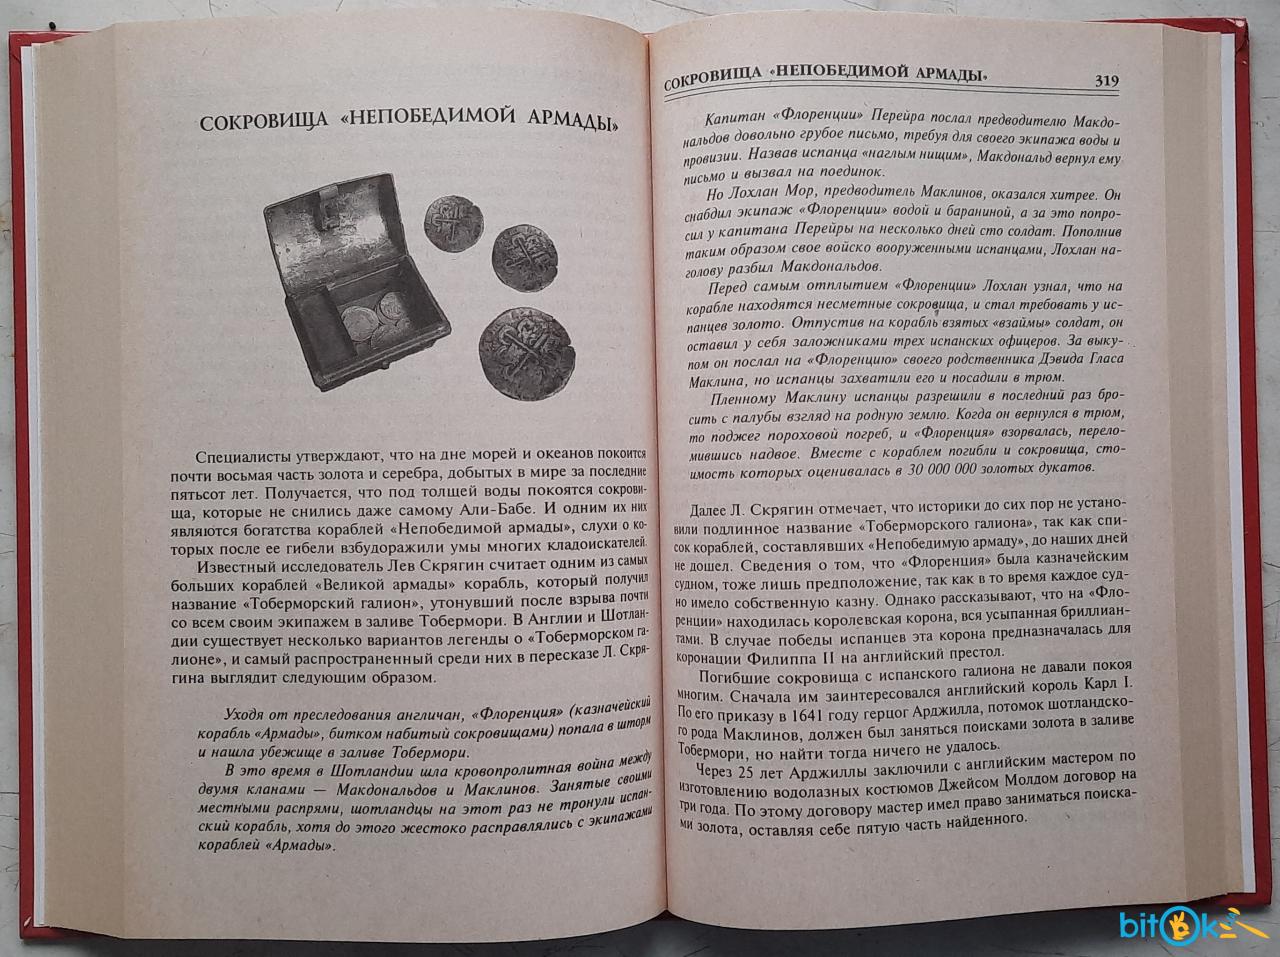 СОКРОВИЩА «НЕПОБЕДИМОЙ АРМАДЫ»
Специалисты утверждают, что на дне морей и океанов покоится
почти восьмая часть золота и серебра, добытых в мире за последние
пятьсот лет. Получается, что под толщей воды покоятся сокрови-
ща, которые не снились даже самому Али-Бабе. И одним их них
являются богатства кораблей «Непобедимой армады», слухи о ко-
торых после ее гибели взбудоражили умы многих кладоискателей.
Известный исследователь Лев Скрягин считает одним из самых
больших кораблей «Великой армады» корабль, который получил
название «Тоберморский галион», утонувший после взрыва почти
со всем своим экипажем в заливе Тобермори. В Англии и Шотлан-
дии существует несколько вариантов легенды о «Тоберморском га-
лионе», и самый распространенный среди них в пересказе Л. Скря-
гина выглядит следующим образом.
Уходя от преследования англичан, «Флоренция» (казначейский
корабль «Армады», битком набитый сокровищами) попала в шторм
и нашла убежище в заливе Тобермори.
В это время в Шотландии шла кровопролитная война между
двумя кланами — Макдональдов и Маклинов. Занятые своими
местными распрями, шотландцы на этот раз не тронули испан-
ский корабль, хотя до этого жестоко расправлялись с экипажами
кораблей «Армады».
СОКРОВИЩА «НЕПОБЕДИМОЙ АРМАДЫ» 319
Капитан «Флоренции» Перейра послал предводителю Макдо-
нальдов довольно грубое письмо, требуя для своего экипажа воды и
провизии. Назвав испанца «наглым нищим», Макдональд вернул ему
письмо и вызвал на поединок.
Но Лохлан Мор, предводитель Маклинов, оказался хитрее. Он
снабдил экипаж «Флоренции» водой и бараниной, а за это попро-
сил у капитана Перейры на несколько дней сто солдат. Пополнив
таким образом свое войско вооруженными испанцами, Лохлан на-
голову разбил Макдональдов.
Перед самым отплытием «Флоренции» Лохлан узнал, что на
корабле находятся несметные сокровища, и стал требовать у ис-
панцев золото. Отпустив на корабль взятых «взаймы» солдат, он
оставил у себя заложниками трех испанских офицеров. За выку-
пом он послал на «Флоренцию» своего родственника Дэвида Гласа
Маклина, но испанцы захватили его и посадили в трюм.
Пленному Маклину испанцы разрешили в последний раз бро-
сить с палубы взгляд на родную землю. Когда он вернулся в трюм,
то поджег пороховой погреб, и «Флоренция» взорвалась, перело-
мившись надвое. Вместе с кораблем погибли и сокровища, сто-
имость которых оценивалась в 30 000 000 золотых дукатов.
Далее Л. Скрягин отмечает, что историки до сих пор не устано-
вили подлинное название «Тоберморского галиона», так как спи-
сок кораблей, составлявших «Непобедимую армаду», до наших дней
не дошел. Сведения о том, что «Флоренция» была казначейским
судном, тоже лишь предположение, так как в то время каждое суд-
но имело собственную казну. Однако рассказывают, что на «Фло-
ренции» находилась королевская корона, вся усыпанная бриллиан-
тами. В случае победы испанцев эта корона предназначалась для
коронации Филиппа II на английский престол.
Погибшие сокровища с испанского галиона не давали покоя
многим. Сначала им заинтересовался английский король Карл I.
По его приказу в 1641 году герцог Арджилла, потомок шотландско-
го рода Маклинов, должен был заняться поисками золота в заливе
Тобермори, но найти тогда ничего не удалось.
Через 25 лет Арджиллы заключили с английским мастером по
изготовлению водолазных костюмов Джейсом Молдом договор на
три года. По этому договору мастер имел право заниматься поиска-
ми золота, оставляя себе пятую часть найденного.
bitOk